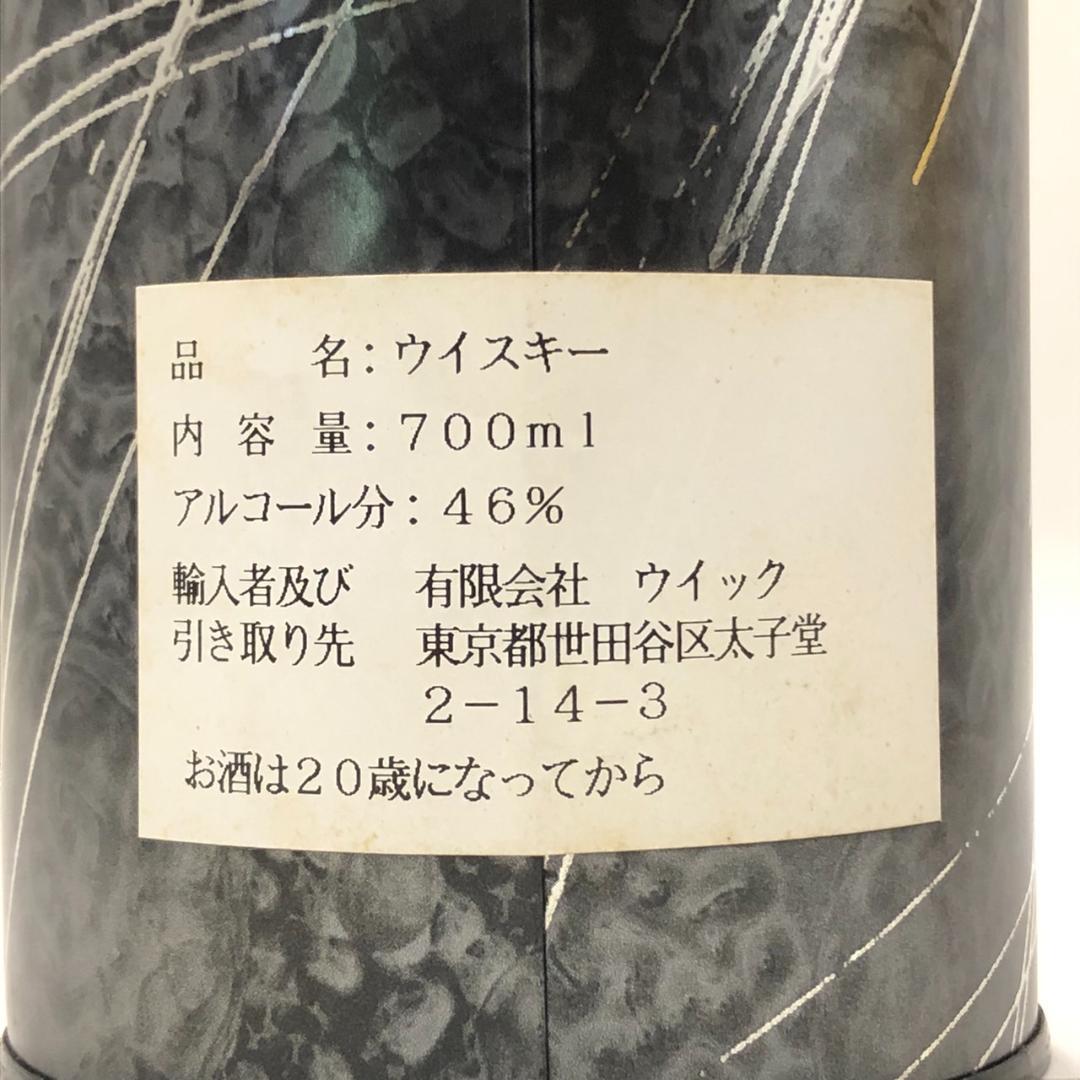 品名：ウイスキー
内容量：７００ｍｌ
アルコール分：４６％
輸入者及び 有限会社 ウイック
引き取り先 東京都世田谷区太子堂
２－１４－３
お酒は２０歳になってから